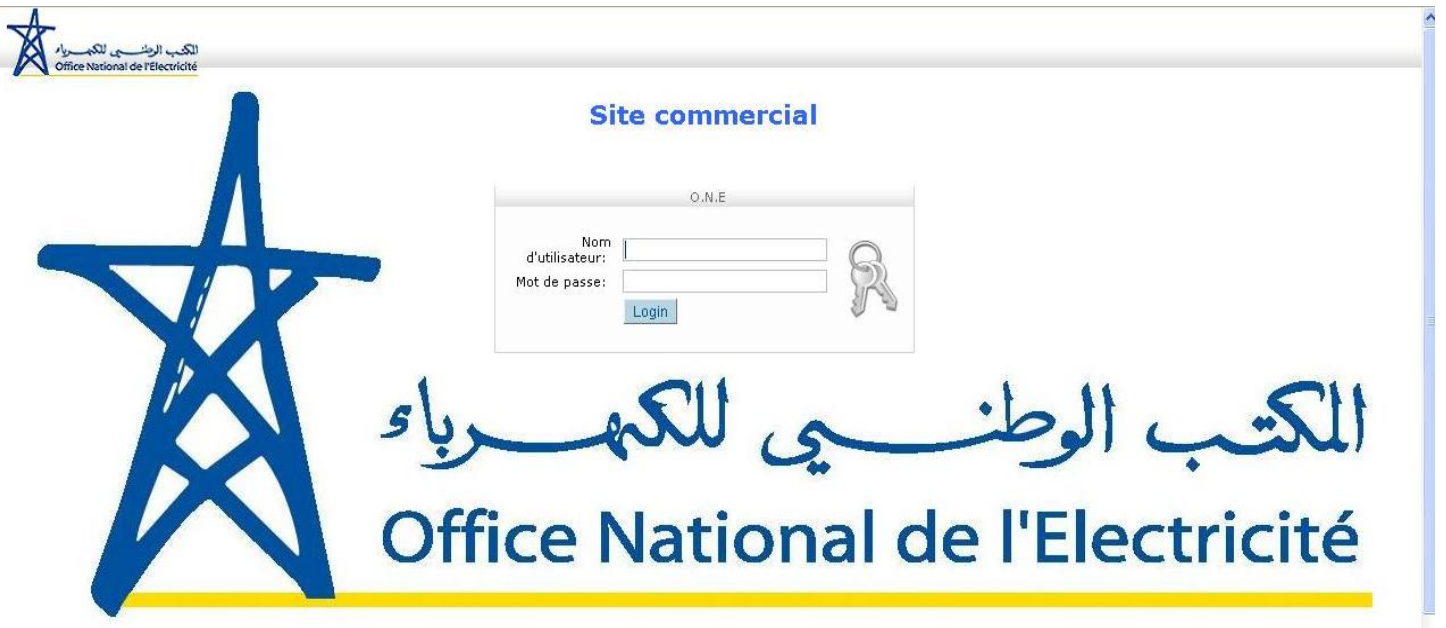 المكتب الوطني للكهرباء
Office National de l'Electricité
Site commercial
O.N.E
Nom
d'utilisateur:
Mot de passe:
Login
المكتب الوطني للكهرباء
Office National de l'Electricité